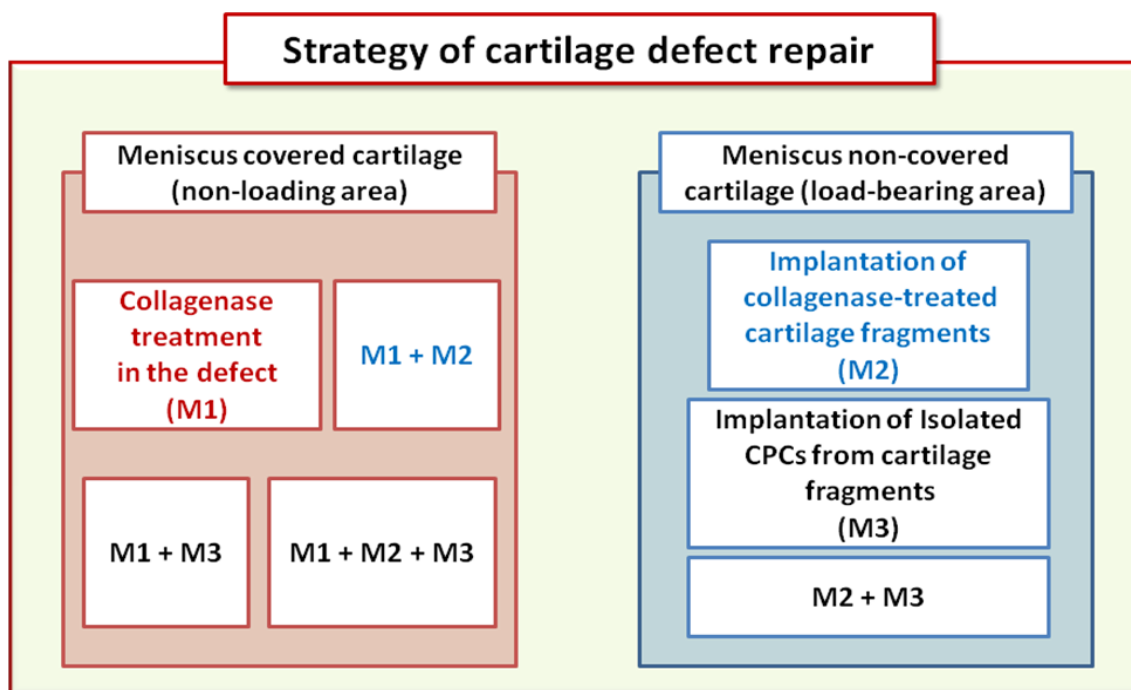 Strategy of cartilage defect repair
Meniscus covered cartilage
(non-loading area)
Collagenase
treatment
in the defect
(M1)
M1 + M2
M1 + M3
M1 + M2 + M3
Meniscus non-covered
cartilage (load-bearing area)
Implantation of
collagenase-treated
cartilage fragments
(M2)
Implantation of Isolated
CPCs from cartilage
fragments
(M3)
M2 + M3